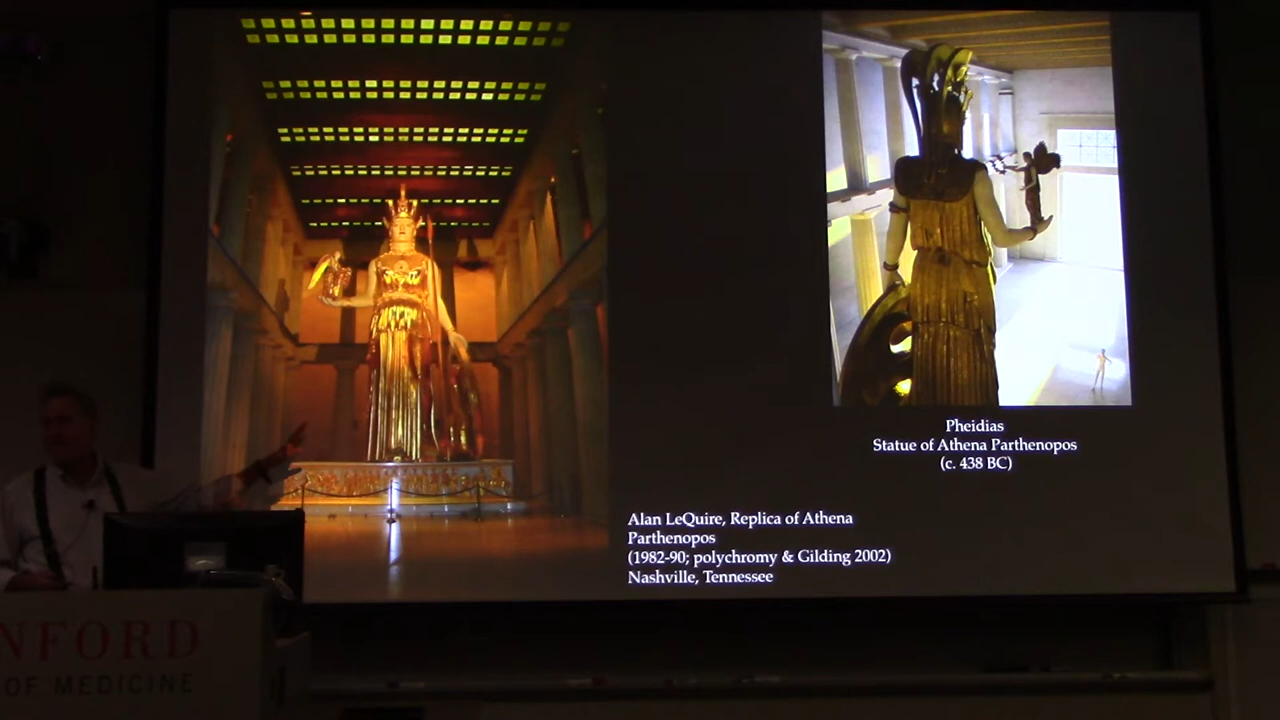 Pheidias
Statue of Athena Parthenopos
(c. 438 BC)
Alan LeQuire, Replica of Athena
Parthenopos
(1982-90; polychromy & Gilding 2002)
Nashville, Tennessee
NFORD
OF MEDICINE